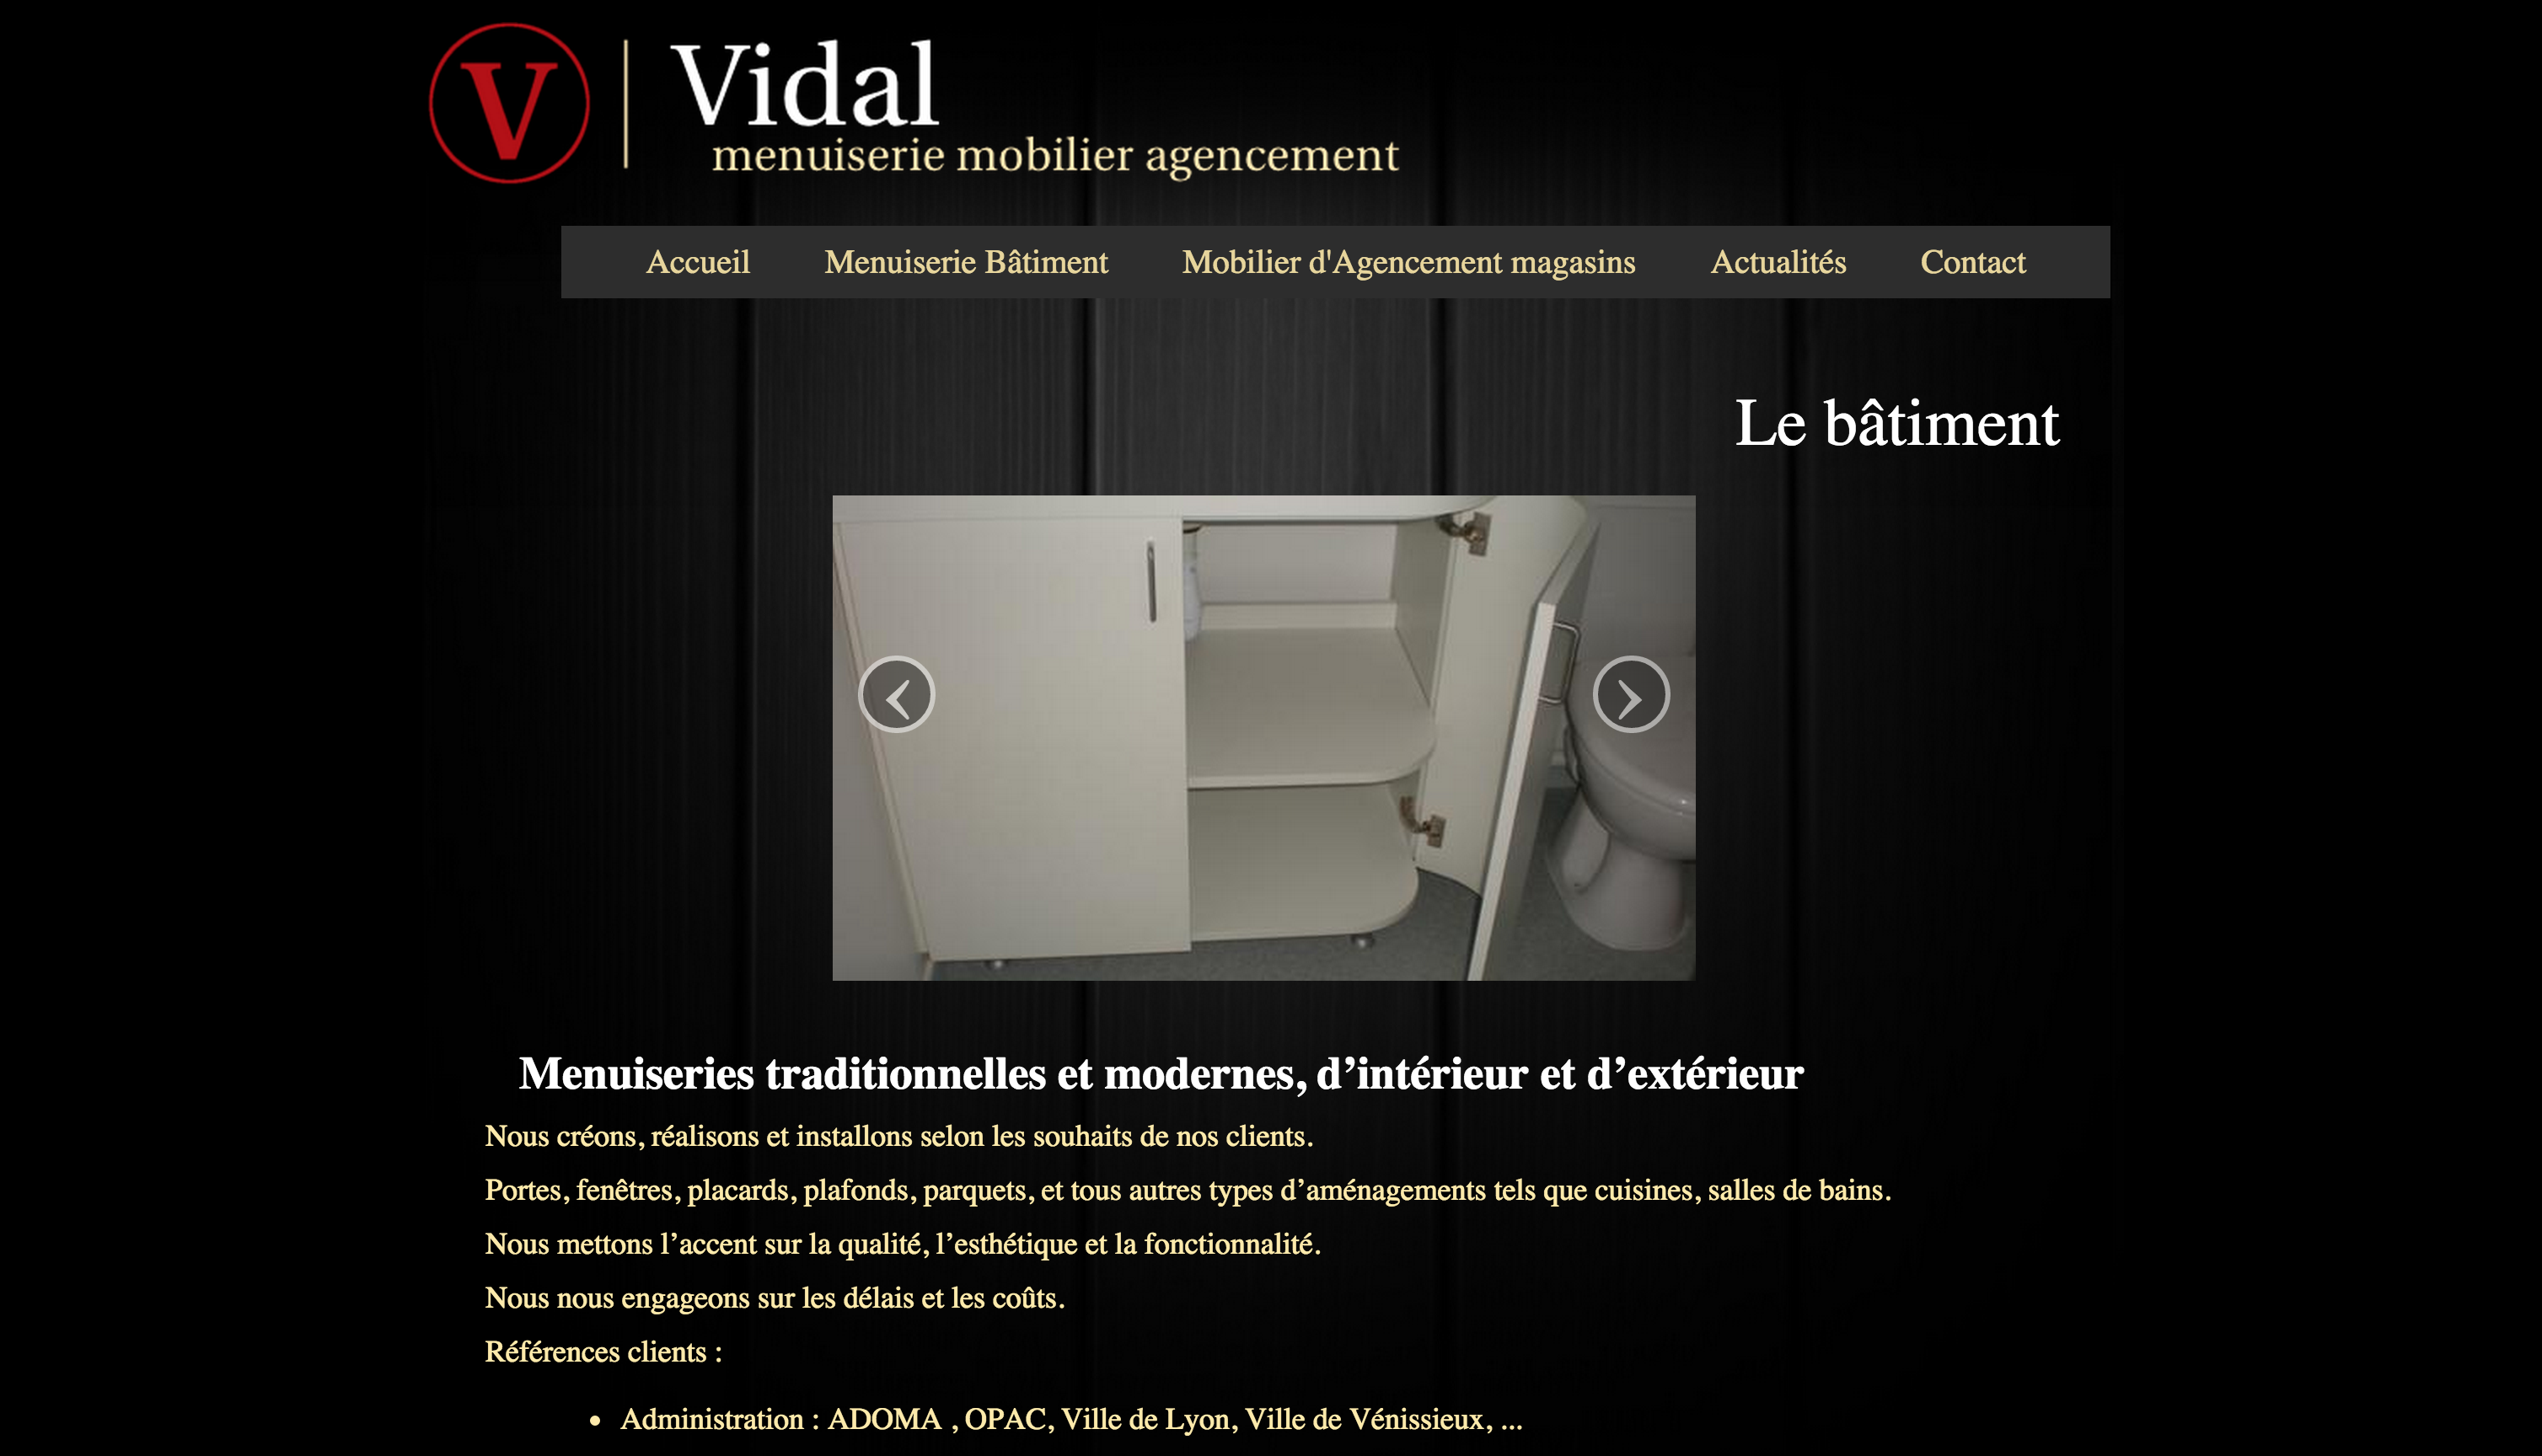 V
Vidal
menuiserie mobilier agencement
Accueil Menuiserie Bâtiment Mobilier d'Agencement magasins Actualités Contact
Le bâtiment
Menuiseries traditionnelles et modernes, d’intérieur et d’extérieur
Nous créons, réalisons et installons selon les souhaits de nos clients.
Portes, fenêtres, placards, plafonds, parquets, et tous autres types d’aménagements tels que cuisines, salles de bains.
Nous mettons l’accent sur la qualité, l’esthétique et la fonctionnalité.
Nous nous engageons sur les délais et les coûts.
Références clients :
• Administration : ADOMA , OPAC, Ville de Lyon, Ville de Vénissieux, ...